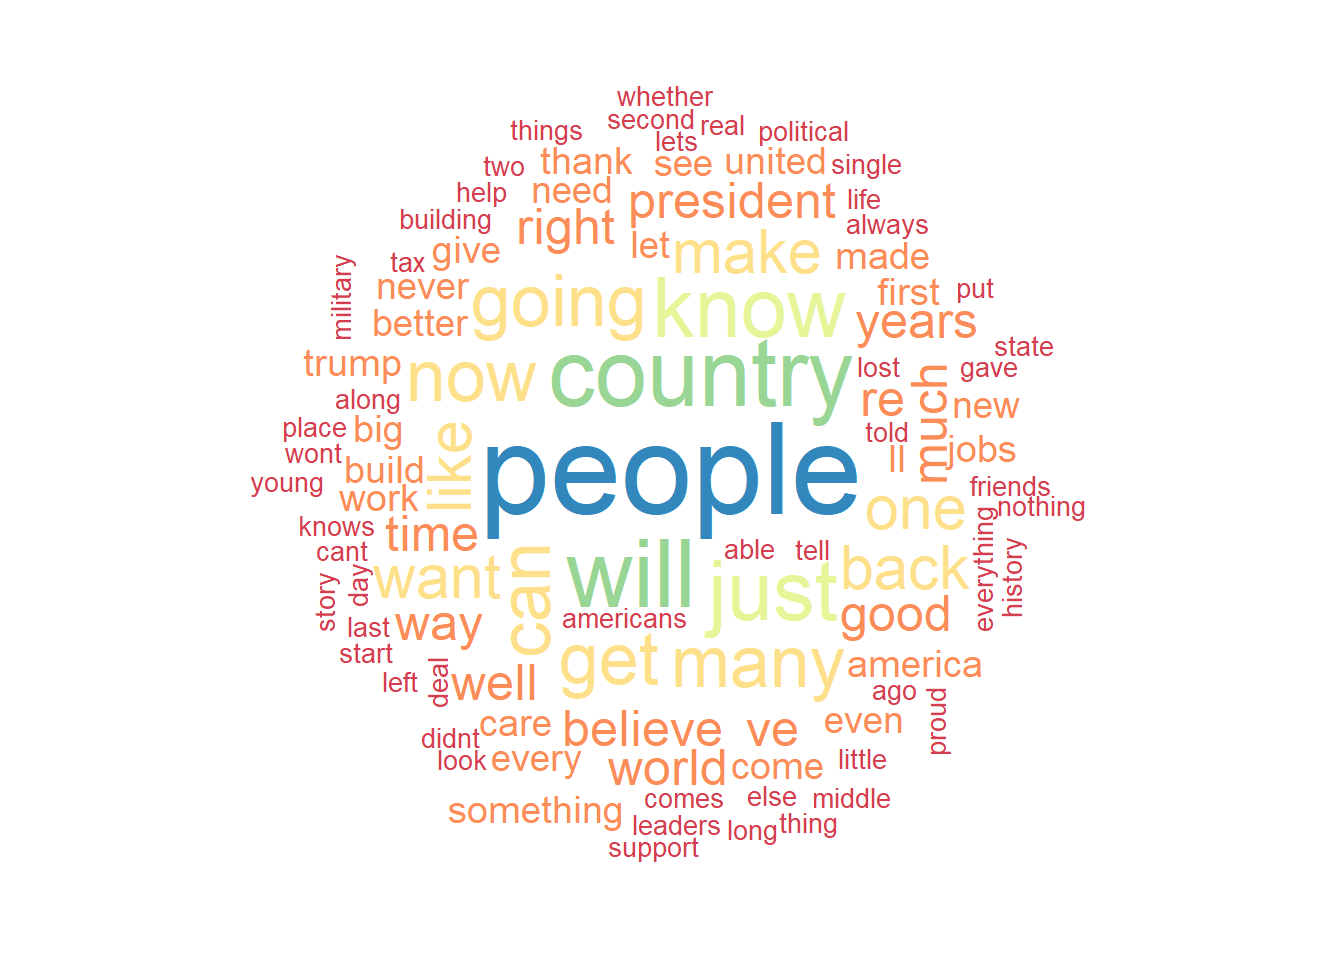 whether
second real political
things lets
two thank see united single
help need president life
building right let make always
tax give made
military never going know first put
better years
trump now country lost state
along re much gave
place big like people told new
wont build ll jobs
young work one friends
knows time nothing
cant able tell everything
want can will just back history
story day americans good
last way
start get many america
left deal well ago
care believe ve even proud
didnt
look every world come little
something comes else middle
leaders long thing
support